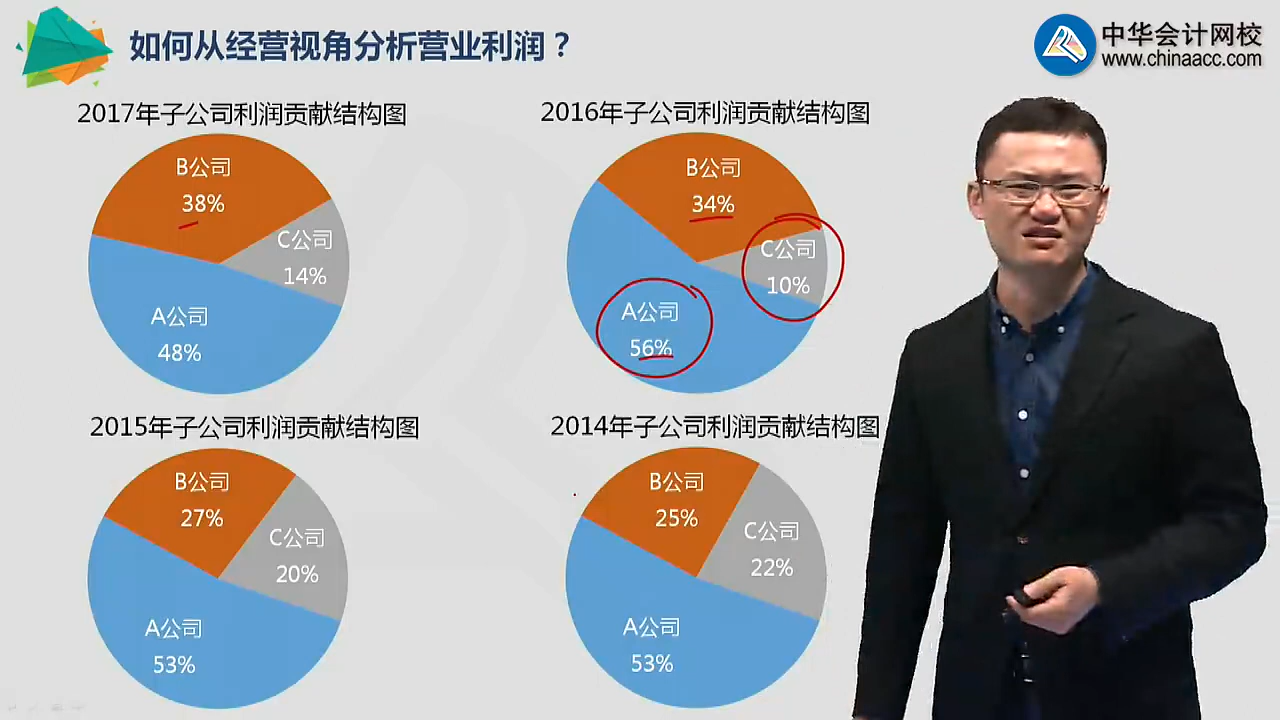 如何从经营视角分析营业利润？
中华会计网校
www.chinaacc.com
2017年子公司利润贡献结构图
B公司
38%
C公司
14%
A公司
48%
2016年子公司利润贡献结构图
B公司
34%
C公司
10%
A公司
56%
2015年子公司利润贡献结构图
B公司
27%
C公司
20%
A公司
53%
2014年子公司利润贡献结构图
B公司
25%
C公司
22%
A公司
53%